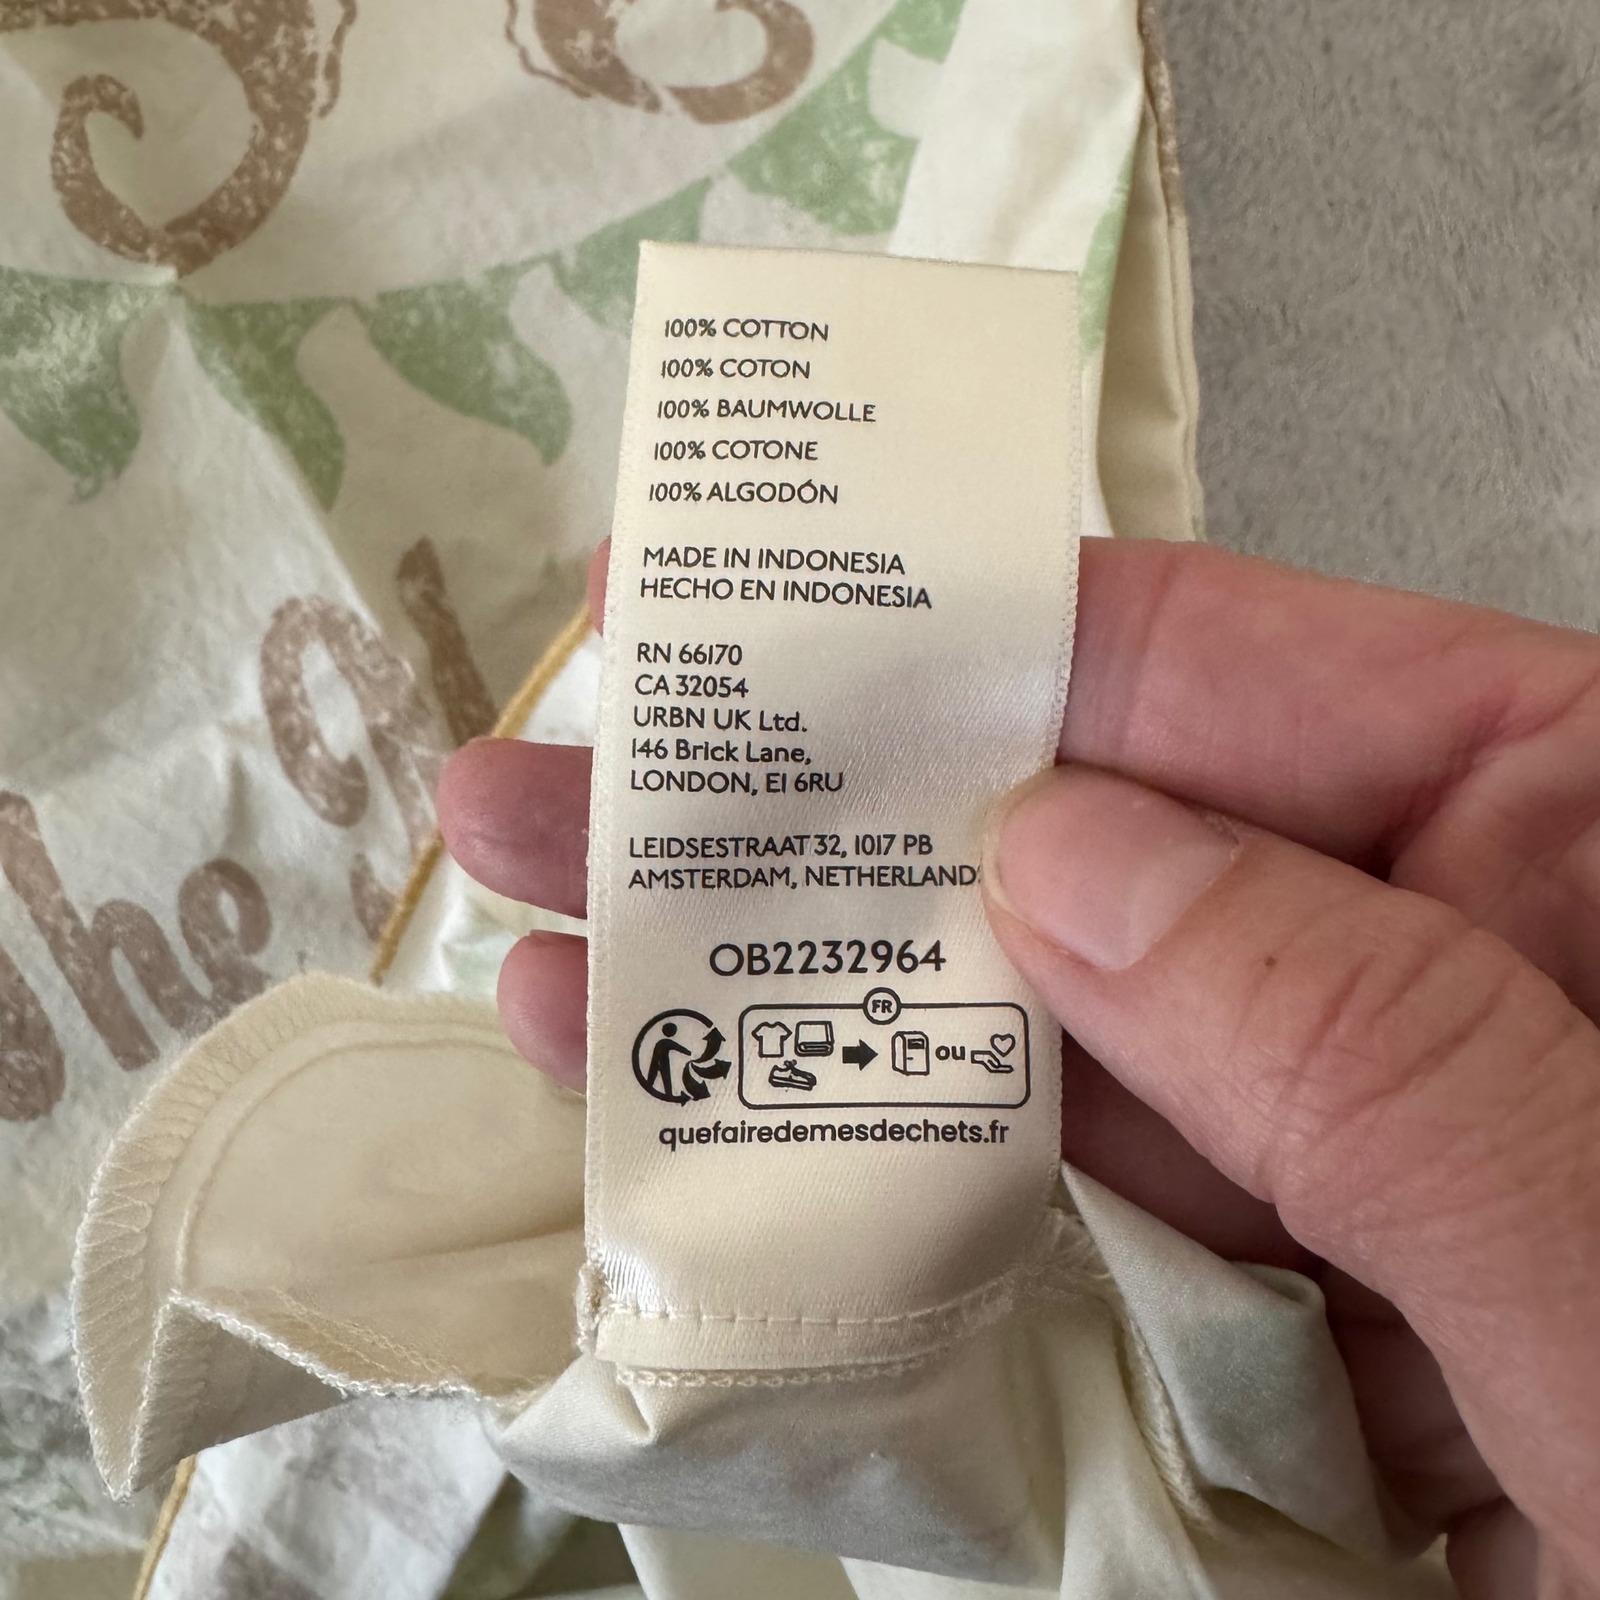 100% COTTON
100% COTON
100% BAUMWOLLE
100% COTONE
100% ALGODÓN
MADE IN INDONESIA
HECHO EN INDONESIA
RN 66170
CA 32054
URBN UK Ltd.
146 Brick Lane,
LONDON, E1 6RU
LEIDSESTRAAT 32, 1017 PB
AMSTERDAM, NETHERLANDS
OB2232964
FR
ou
quefairedemesdechets.fr